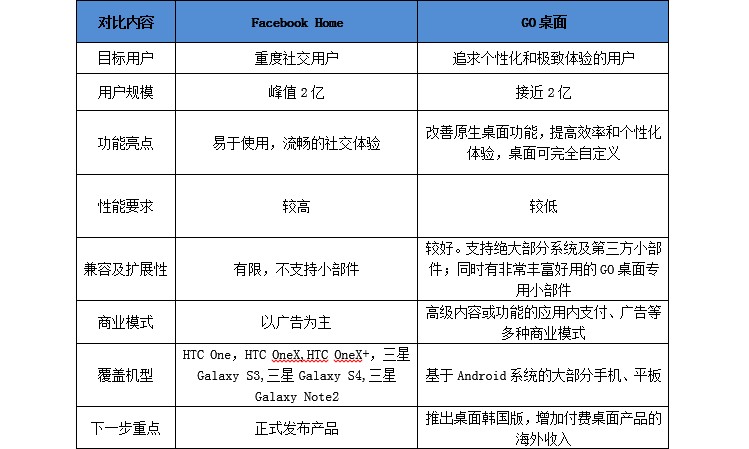 对比内容 Facebook Home GO桌面
目标用户 重度社交用户 追求个性化和极致体验的用户
用户规模 峰值2亿 接近2亿
功能亮点 易于使用，流畅的社交体验 改善原生桌面功能，提高效率和个性化
体验，桌面可完全自定义
性能要求 较高 较低
兼容及扩展性 有限，不支持小部件 较好。支持绝大部分系统及第三方小部
件；同时有非常丰富好用的GO桌面专
用小部件
商业模式 以广告为主 高级内容或功能的应用内支付、广告等
多种商业模式
覆盖机型 HTC One，HTC OneX,HTC OneX+，三星
Galaxy S3,三星 Galaxy S4,三星
Galaxy Note2
基于Android系统的大部分手机、平板
下一步重点 正式发布产品 推出桌面韩国版，增加付费桌面产品的
海外收入